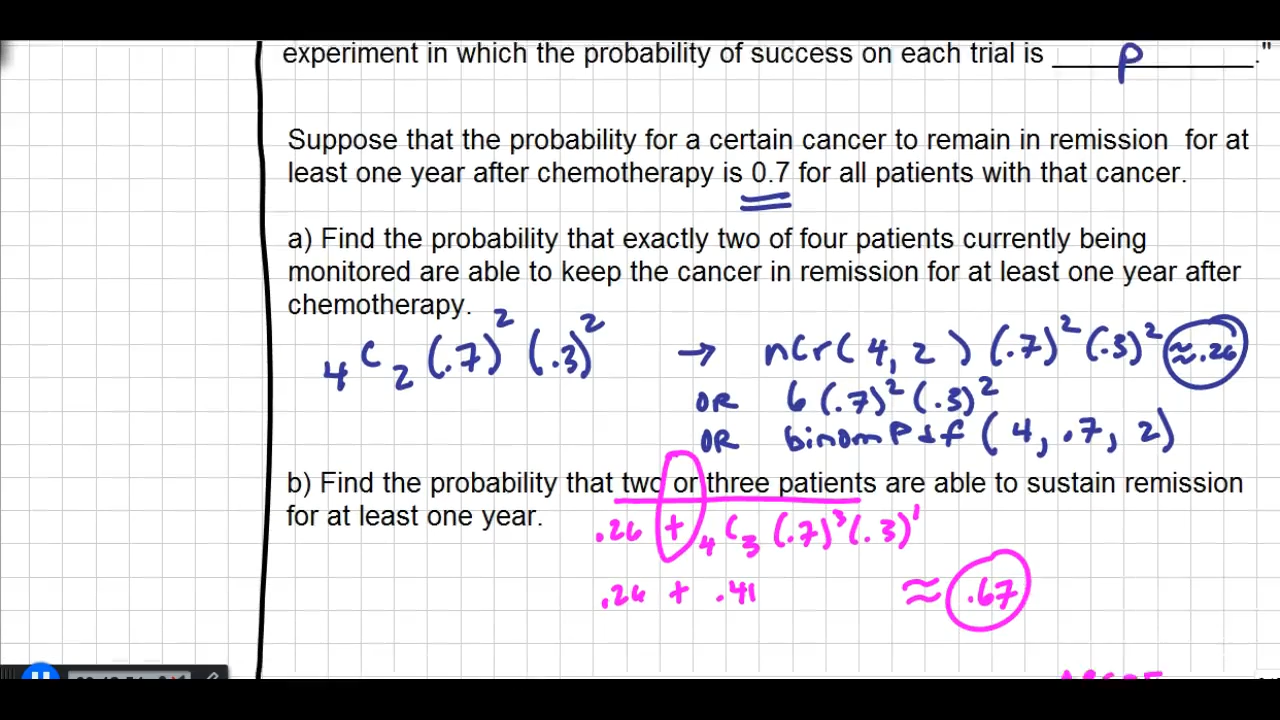 experiment in which the probability of success on each trial is ____p____."
Suppose that the probability for a certain cancer to remain in remission for at
least one year after chemotherapy is 0.7 for all patients with that cancer.
a) Find the probability that exactly two of four patients currently being
monitored are able to keep the cancer in remission for at least one year after
chemotherapy.
₄C₂ (.7)² (.3)² → nCr(4, 2) (.7)² (.3)² ≈ .26
OR 6 (.7)² (.3)²
OR binomPdf (4, .7, 2)
b) Find the probability that two or three patients are able to sustain remission
for at least one year.
.26 + ₄C₃ (.7)³ (.3)¹
.26 + .41 ≈ .67